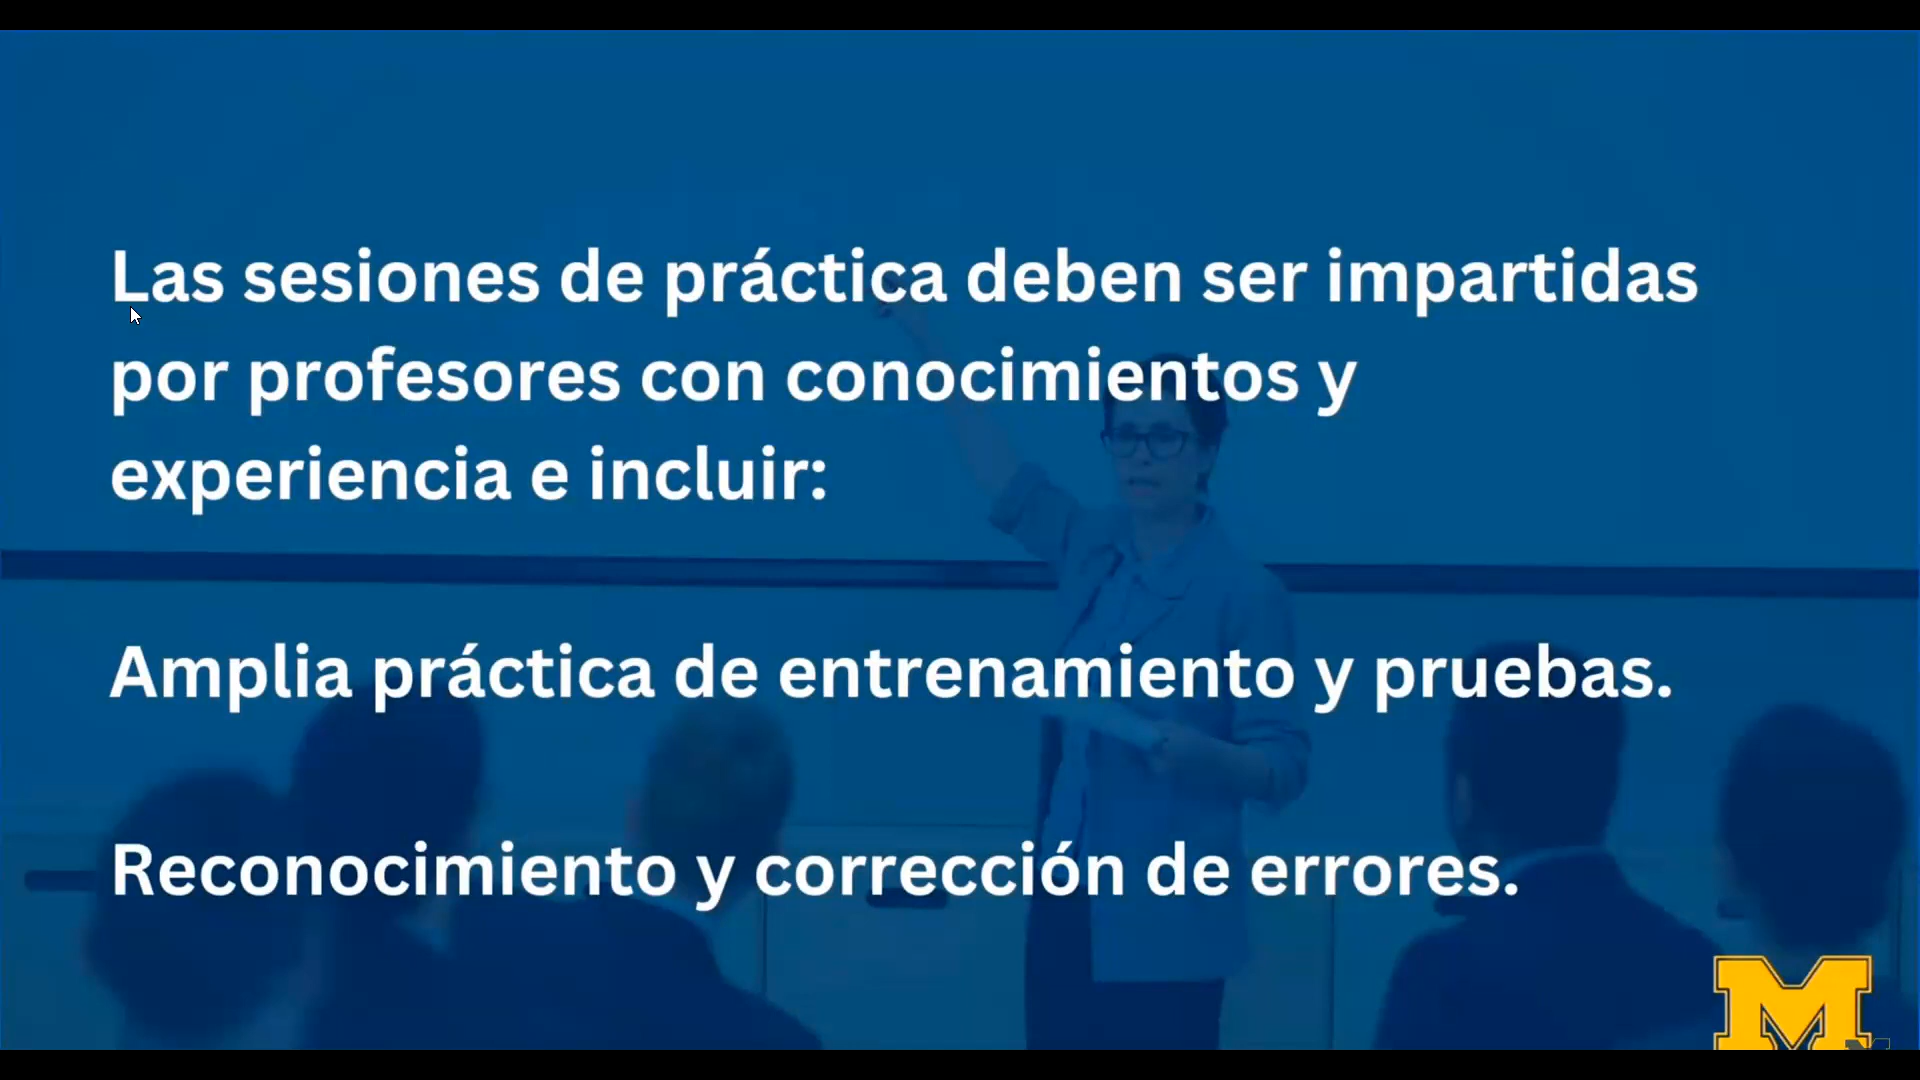 Las sesiones de práctica deben ser impartidas
por profesores con conocimientos y
experiencia e incluir:
Amplia práctica de entrenamiento y pruebas.
Reconocimiento y corrección de errores.
M